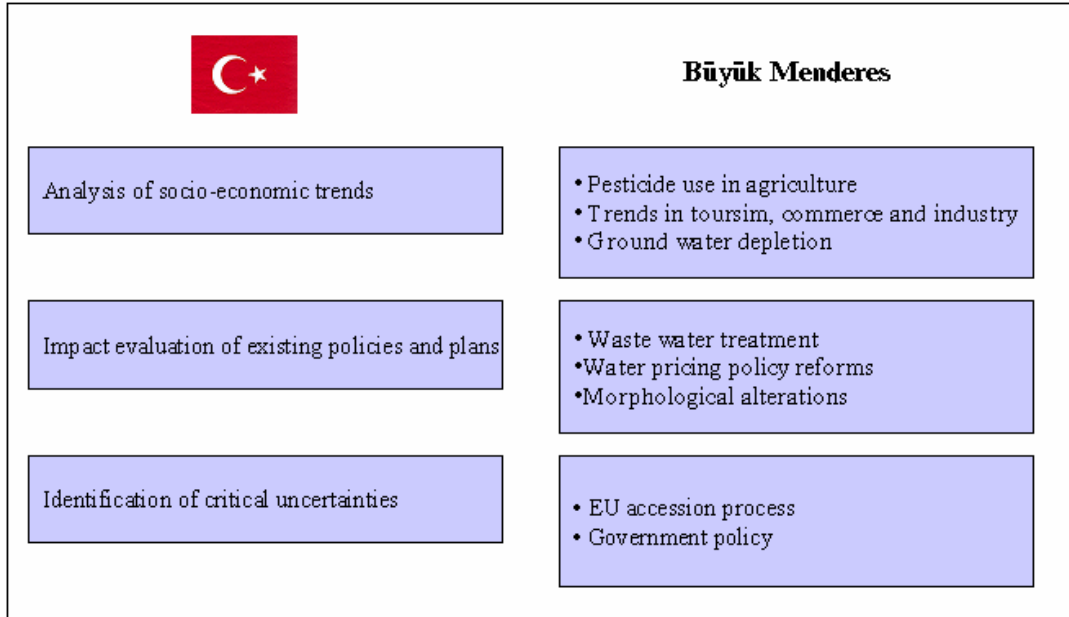 Büyük Menderes
Analysis of socio-economic trends
• Pesticide use in agriculture
• Trends in toursim, commerce and industry
• Ground water depletion
Impact evaluation of existing policies and plans
• Waste water treatment
•Water pricing policy reforms
•Morphological alterations
Identification of critical uncertainties
• EU accession process
• Government policy